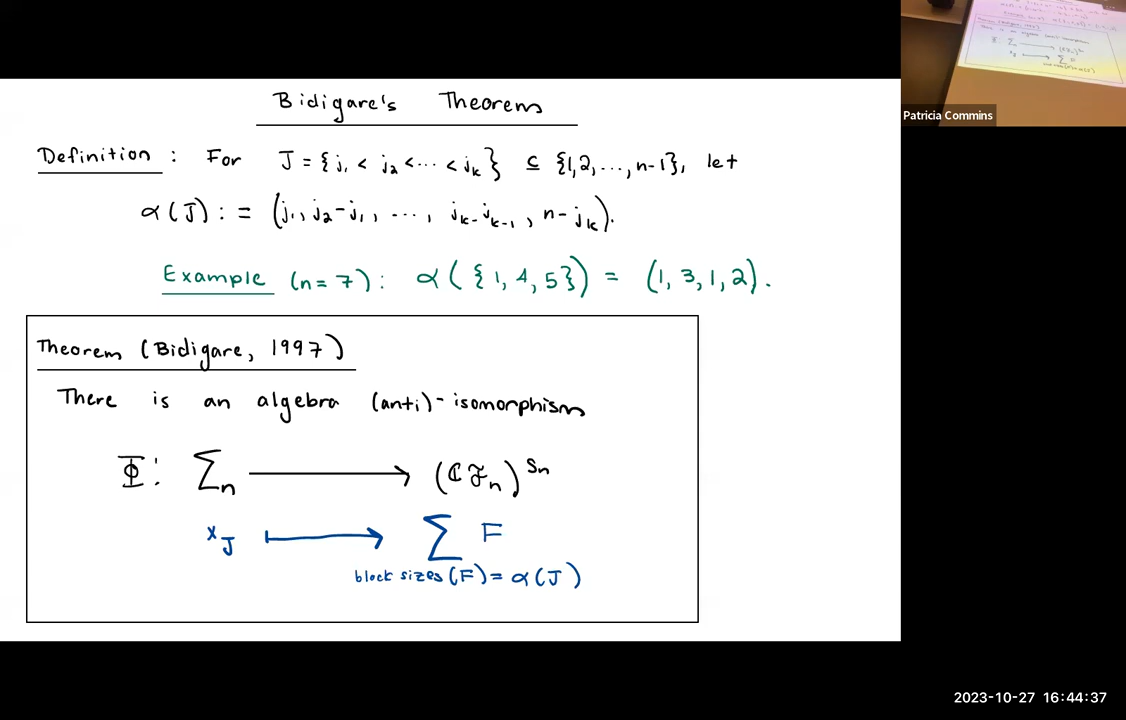 Bidigare's Theorem
Definition: For J = {j₁ < j₂ < ··· < jₖ} ⊆ {1,2,...,n-1}, let
α(J) := (j₁, j₂-j₁, ..., jₖ-jₖ₋₁, n-jₖ).
Example (n=7): α({1,4,5}) = (1,3,1,2).
Theorem (Bidigare, 1997)
There is an algebra (anti)-isomorphism
Φ: Σₙ ⟶ (ℂℱₙ)^Sₙ
x_J ⟼ Σ F
block sizes(F) = α(J)
Patricia Commins
2023-10-27 16:44:37